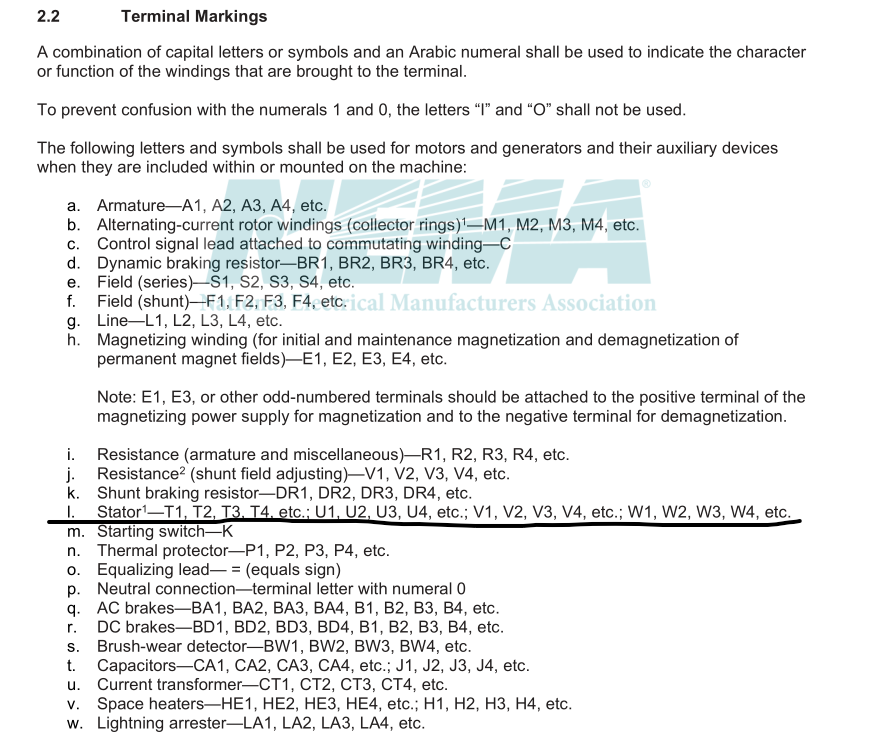 2.2 Terminal Markings
A combination of capital letters or symbols and an Arabic numeral shall be used to indicate the character
or function of the windings that are brought to the terminal.
To prevent confusion with the numerals 1 and 0, the letters “I” and “O” shall not be used.
The following letters and symbols shall be used for motors and generators and their auxiliary devices
when they are included within or mounted on the machine:
NEMA®
National Electrical Manufacturers Association
a. Armature—A1, A2, A3, A4, etc.
b. Alternating-current rotor windings (collector rings)¹—M1, M2, M3, M4, etc.
c. Control signal lead attached to commutating winding—C
d. Dynamic braking resistor—BR1, BR2, BR3, BR4, etc.
e. Field (series)—S1, S2, S3, S4, etc.
f. Field (shunt)—F1, F2, F3, F4, etc.
g. Line—L1, L2, L3, L4, etc.
h. Magnetizing winding (for initial and maintenance magnetization and demagnetization of
permanent magnet fields)—E1, E2, E3, E4, etc.
Note: E1, E3, or other odd-numbered terminals should be attached to the positive terminal of the
magnetizing power supply for magnetization and to the negative terminal for demagnetization.
i. Resistance (armature and miscellaneous)—R1, R2, R3, R4, etc.
j. Resistance² (shunt field adjusting)—V1, V2, V3, V4, etc.
k. Shunt braking resistor—DR1, DR2, DR3, DR4, etc.
l. Stator¹—T1, T2, T3, T4, etc.; U1, U2, U3, U4, etc.; V1, V2, V3, V4, etc.; W1, W2, W3, W4, etc.
m. Starting switch—K
n. Thermal protector—P1, P2, P3, P4, etc.
o. Equalizing lead— = (equals sign)
p. Neutral connection—terminal letter with numeral 0
q. AC brakes—BA1, BA2, BA3, BA4, B1, B2, B3, B4, etc.
r. DC brakes—BD1, BD2, BD3, BD4, B1, B2, B3, B4, etc.
s. Brush-wear detector—BW1, BW2, BW3, BW4, etc.
t. Capacitors—CA1, CA2, CA3, CA4, etc.; J1, J2, J3, J4, etc.
u. Current transformer—CT1, CT2, CT3, CT4, etc.
v. Space heaters—HE1, HE2, HE3, HE4, etc.; H1, H2, H3, H4, etc.
w. Lightning arrester—LA1, LA2, LA3, LA4, etc.